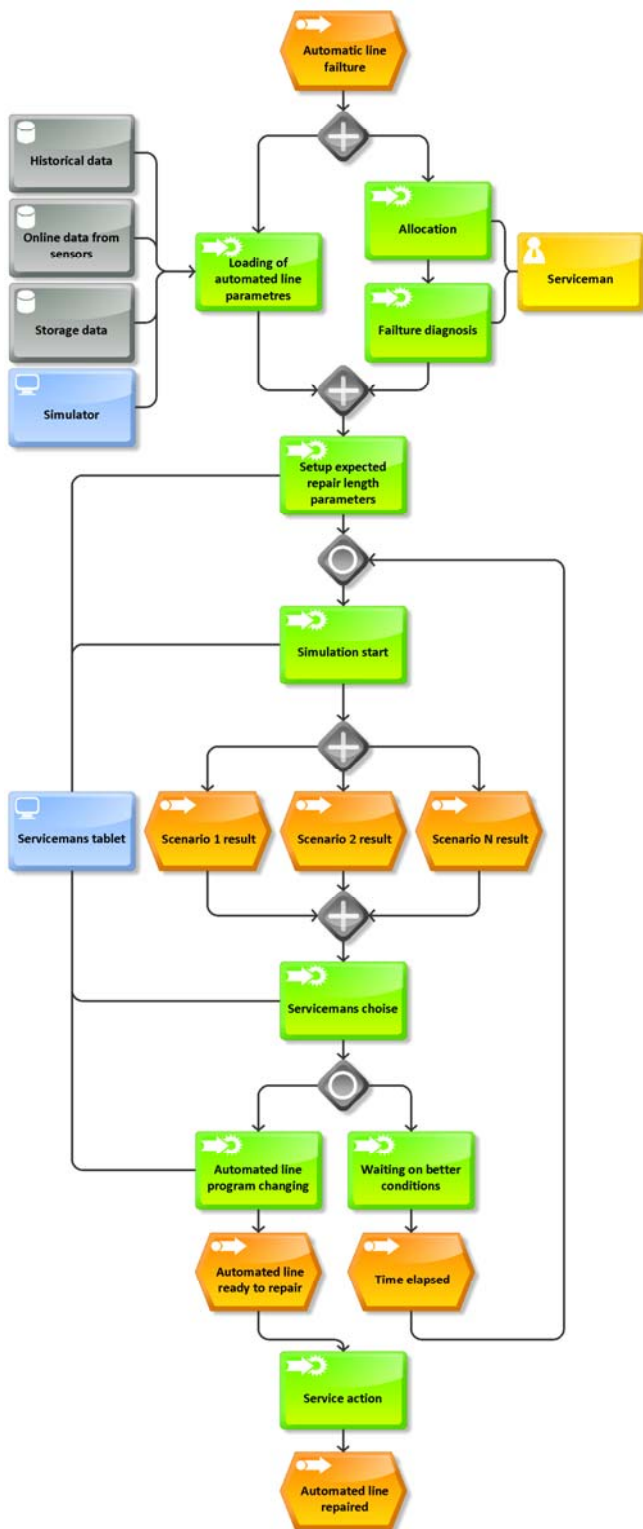 Automatic line
failture
Historical data
Online data from
sensors
Storage data
Simulator
Loading of
automated line
parametres
Allocation
Failture diagnosis
Serviceman
Setup expected
repair length
parameters
Simulation start
Servicemans tablet
Scenario 1 result
Scenario 2 result
Scenario N result
Servicemans choise
Automated line
program changing
Waiting on better
conditions
Automated line
ready to repair
Time elapsed
Service action
Automated line
repaired